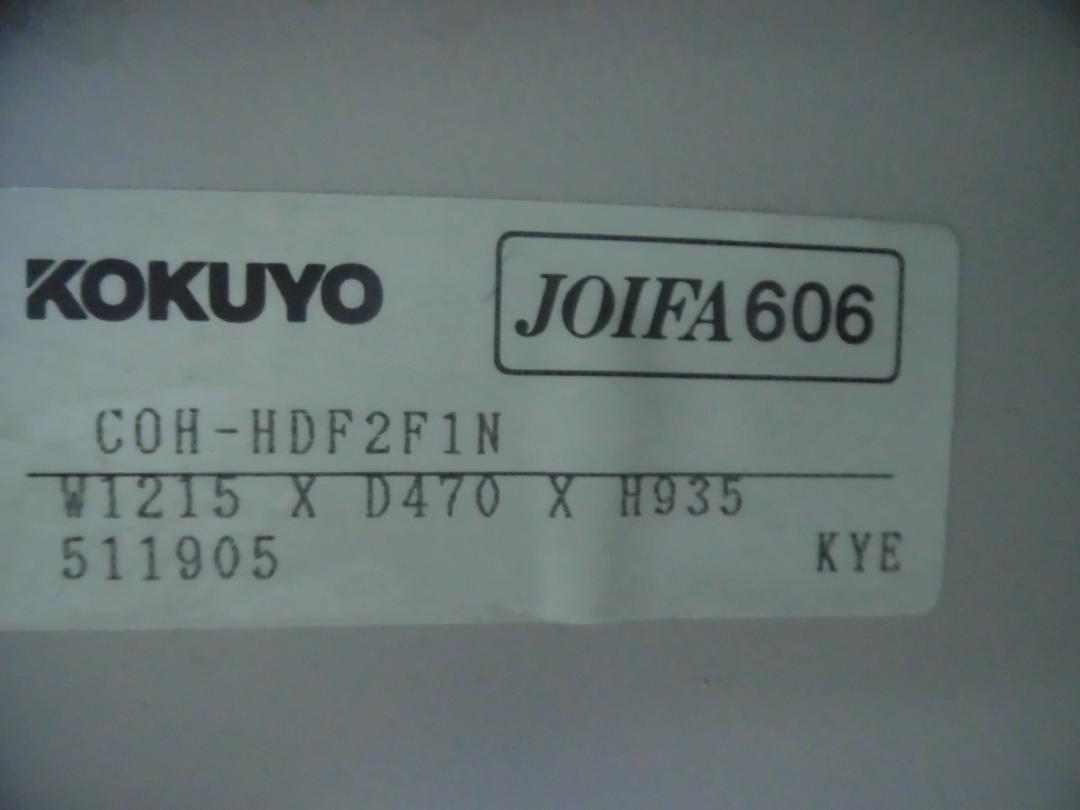 KOKUYO
JOIFA 606
COH-HDF2F1N
W1215 X D470 X H935
511905 KYE